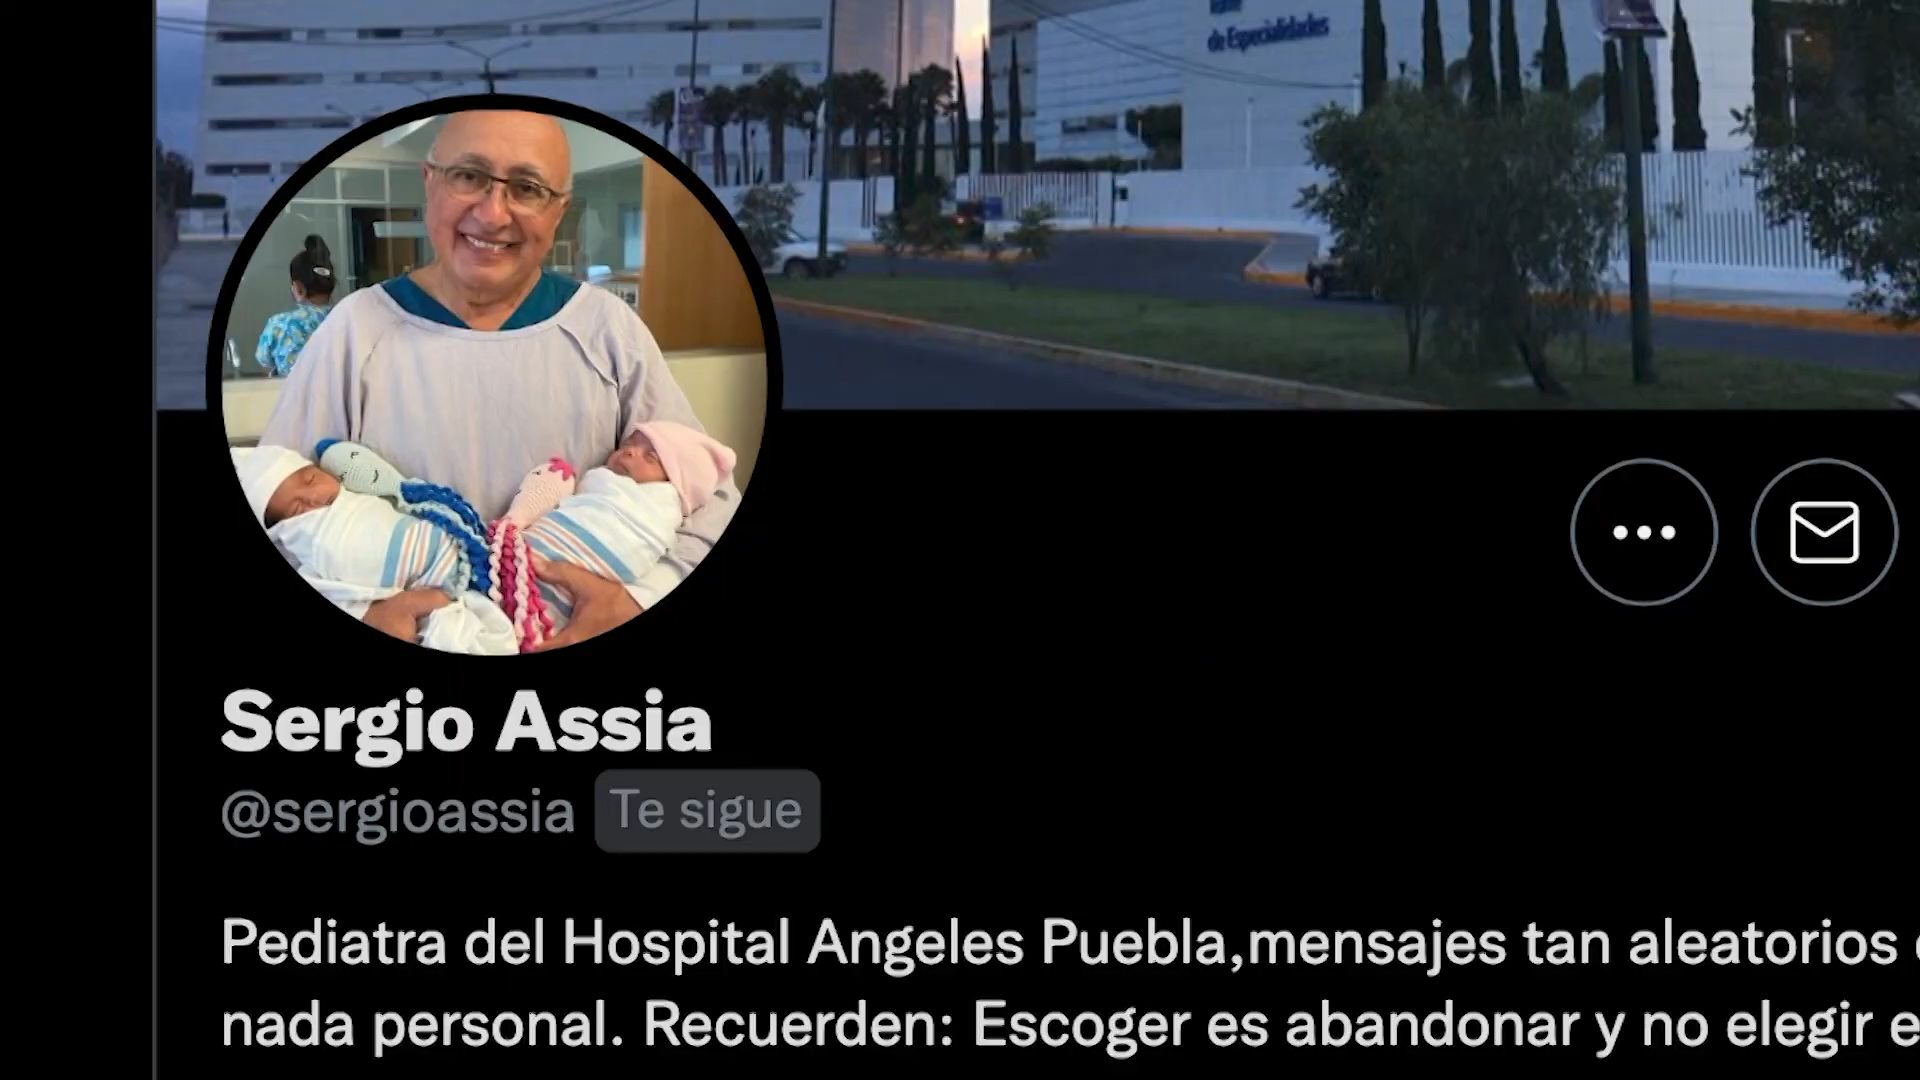 de Especialidades
Sergio Assia
@sergioassia Te sigue
Pediatra del Hospital Angeles Puebla,mensajes tan aleatorios
nada personal. Recuerden: Escoger es abandonar y no elegir